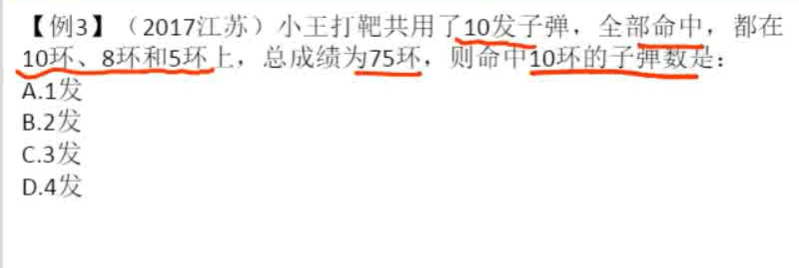 【例3】（2017江苏）小王打靶共用了10发子弹，全部命中，都在
10环、8环和5环上，总成绩为75环，则命中10环的子弹数是：
A.1发
B.2发
C.3发
D.4发